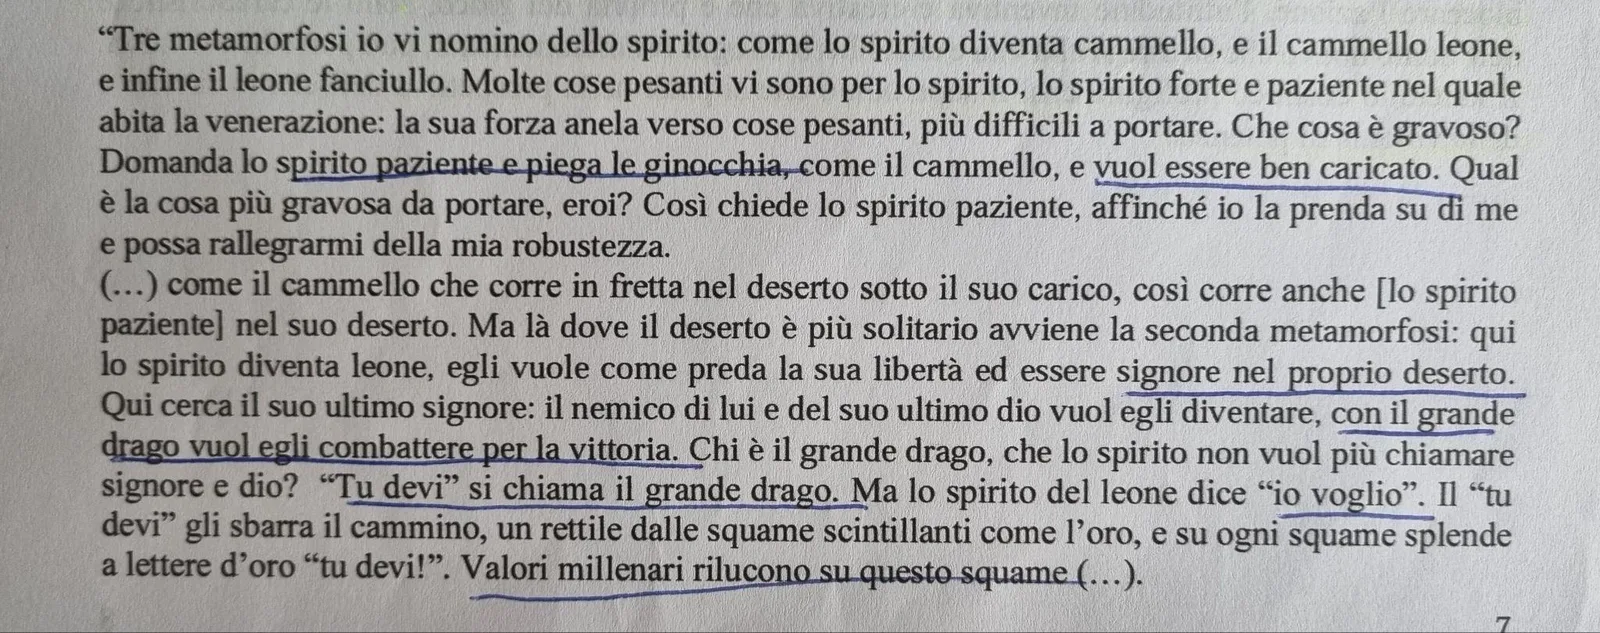 “Tre metamorfosi io vi nomino dello spirito: come lo spirito diventa cammello, e il cammello leone,
e infine il leone fanciullo. Molte cose pesanti vi sono per lo spirito, lo spirito forte e paziente nel quale
abita la venerazione: la sua forza anela verso cose pesanti, più difficili a portare. Che cosa è gravoso?
Domanda lo spirito paziente e piega le ginocchia, come il cammello, e vuol essere ben caricato. Qual
è la cosa più gravosa da portare, eroi? Così chiede lo spirito paziente, affinché io la prenda su di me
e possa rallegrarmi della mia robustezza.
(…) come il cammello che corre in fretta nel deserto sotto il suo carico, così corre anche [lo spirito
paziente] nel suo deserto. Ma là dove il deserto è più solitario avviene la seconda metamorfosi: qui
lo spirito diventa leone, egli vuole come preda la sua libertà ed essere signore nel proprio deserto.
Qui cerca il suo ultimo signore: il nemico di lui e del suo ultimo dio vuol egli diventare, con il grande
drago vuol egli combattere per la vittoria. Chi è il grande drago, che lo spirito non vuol più chiamare
signore e dio? “Tu devi” si chiama il grande drago. Ma lo spirito del leone dice “io voglio”. Il “tu
devi” gli sbarra il cammino, un rettile dalle squame scintillanti come l’oro, e su ogni squame splende
a lettere d’oro “tu devi!”. Valori millenari rilucono su questo squame (…).
7